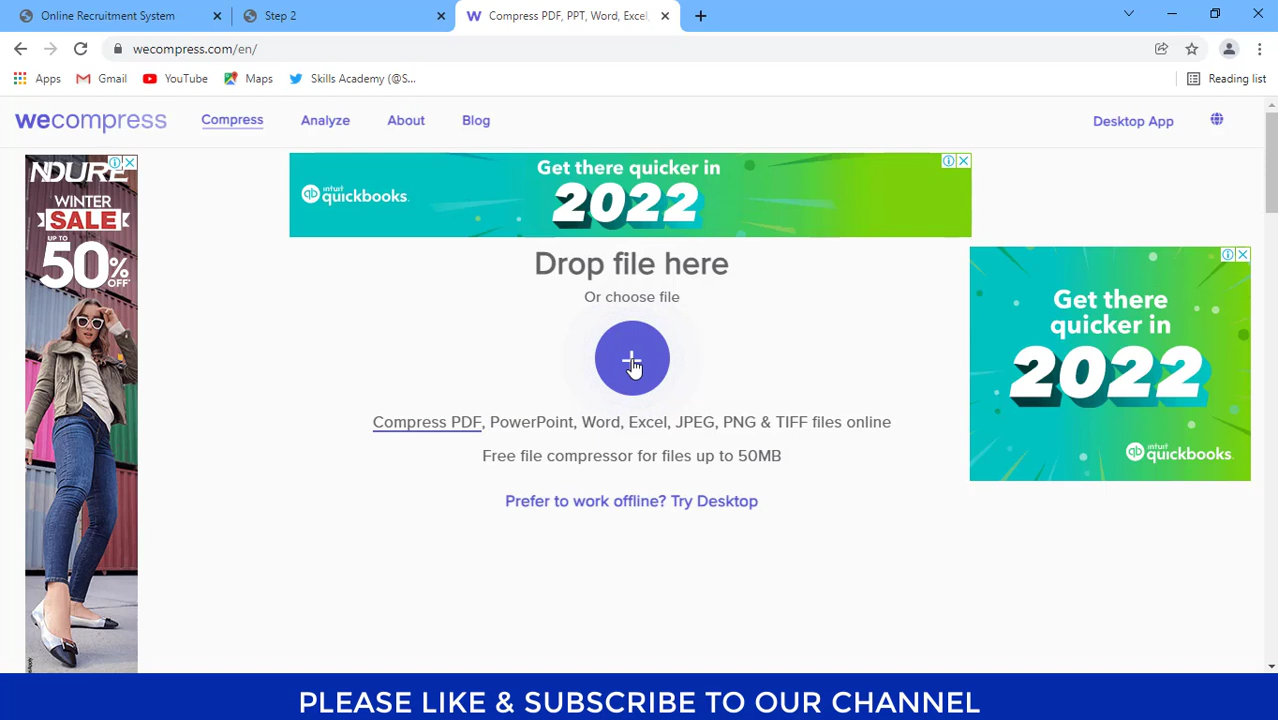 Online Recruitment System
Step 2
W Compress PDF, PPT, Word, Excel,
wecompress.com/en/
Apps
Gmail
YouTube
Maps
Skills Academy (@S...
Reading list
wecompress
Compress
Analyze
About
Blog
Desktop App
NDURE
WINTER
SALE
UP TO
50%
OFF*
Get there quicker in
2022
intuit
quickbooks.
Drop file here
Or choose file
Compress PDF, PowerPoint, Word, Excel, JPEG, PNG & TIFF files online
Free file compressor for files up to 50MB
Prefer to work offline? Try Desktop
Get there
quicker in
2022
intuit
quickbooks.
PLEASE LIKE & SUBSCRIBE TO OUR CHANNEL